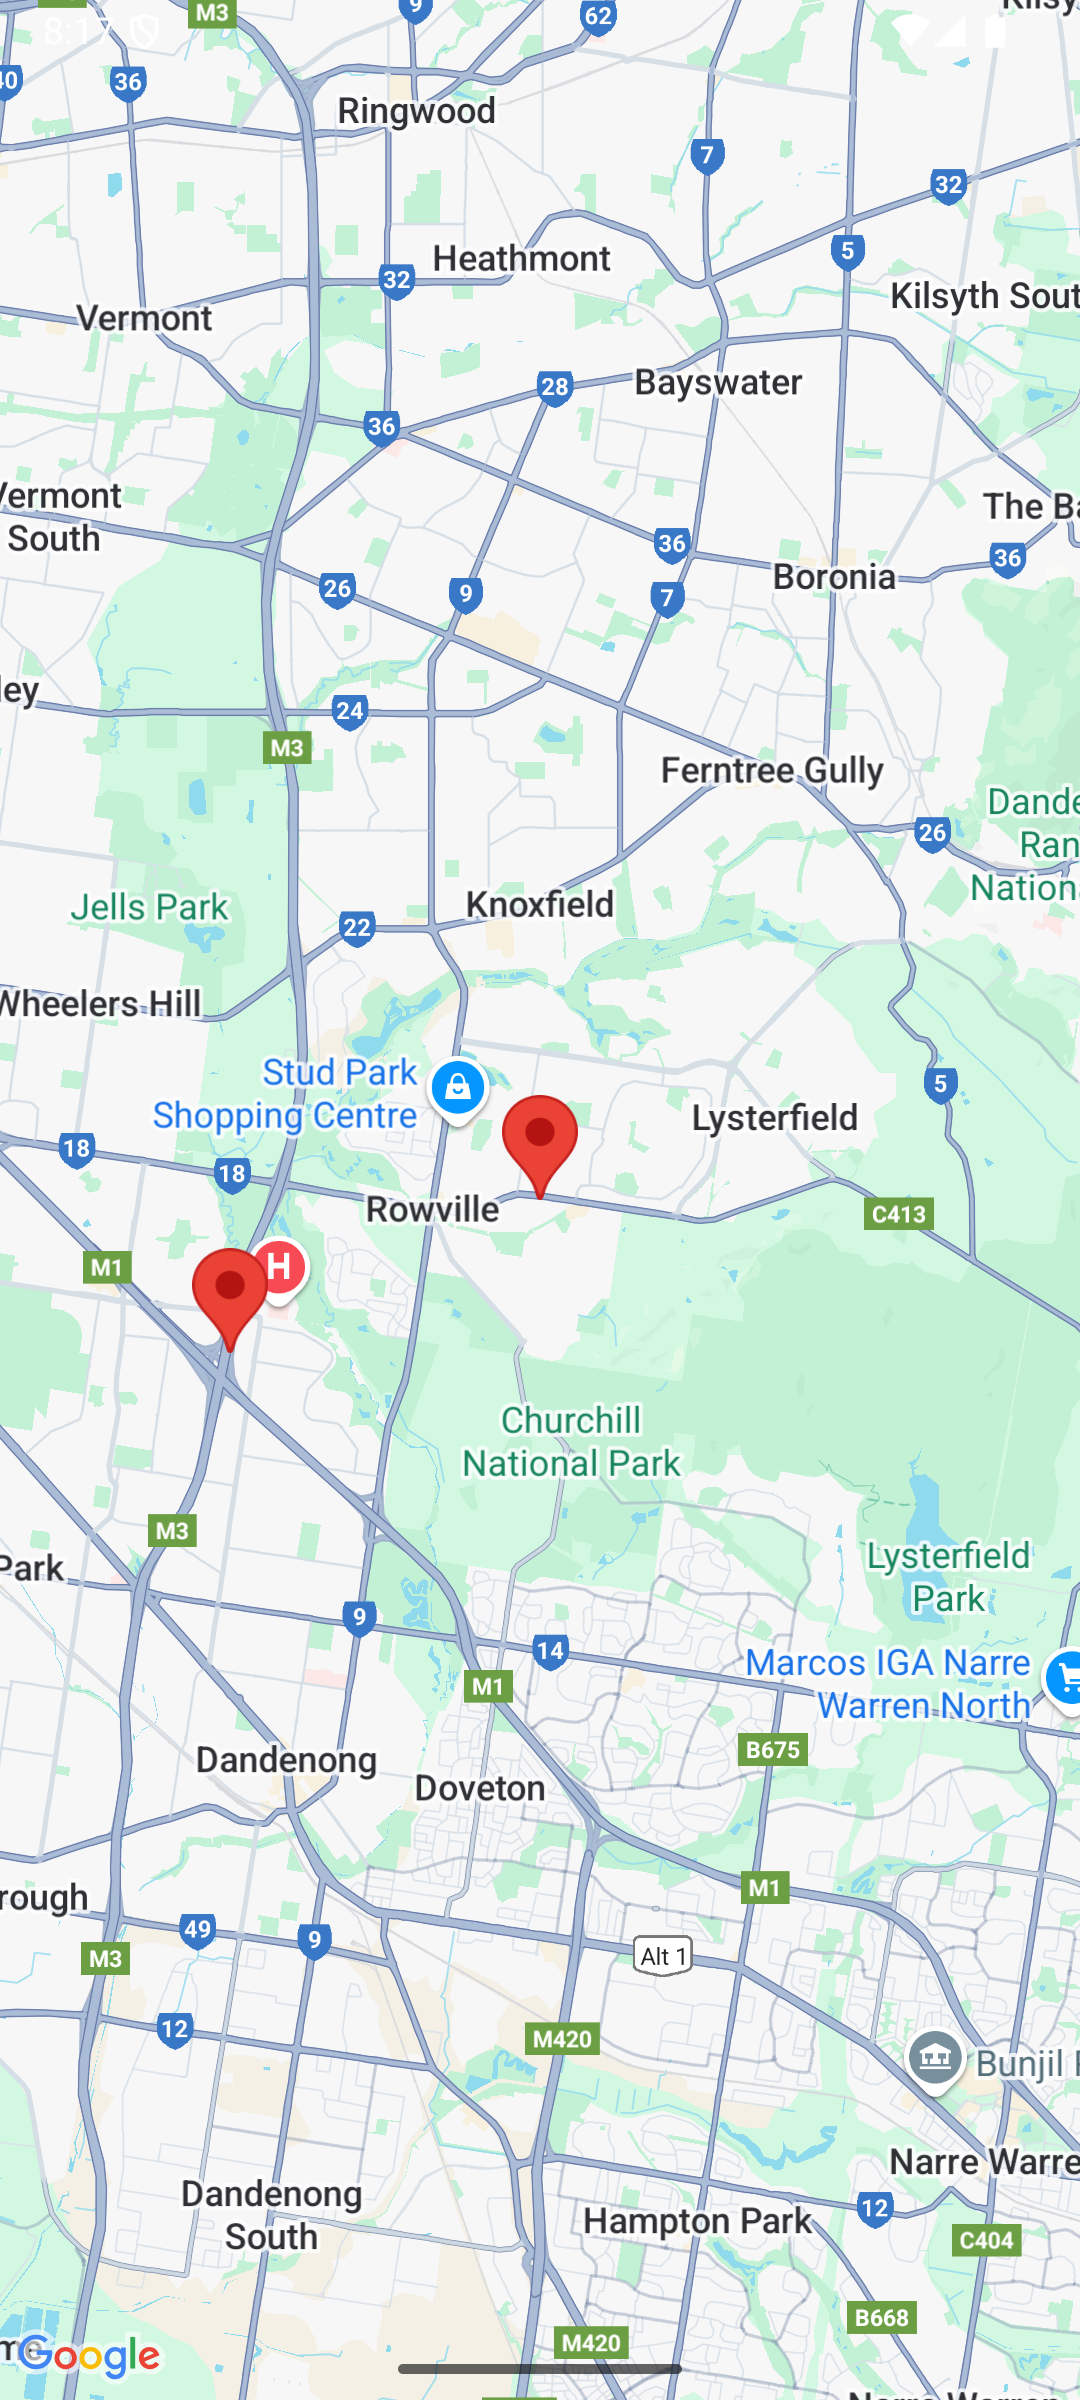 8:17
M3
9
62
40
36
Ringwood
7
32
5
Heathmont
32
Kilsyth Sout
Vermont
28
Bayswater
36
Vermont
South
The Ba
36
36
Boronia
26
9
7
ley
24
M3
Ferntree Gully
Dande
Ran
Nationa
26
Jells Park
Knoxfield
22
Wheelers Hill
Stud Park
Shopping Centre
5
Lysterfield
18
18
Rowville
C413
M1
H
Churchill
National Park
M3
Lysterfield
Park
Park
9
14
Marcos IGA Narre
Warren North
M1
B675
Dandenong
Doveton
M1
rough
49
9
Alt 1
M3
12
M420
Bunjil
Narre Warre
Dandenong
South
12
Hampton Park
C404
B668
M420
Google